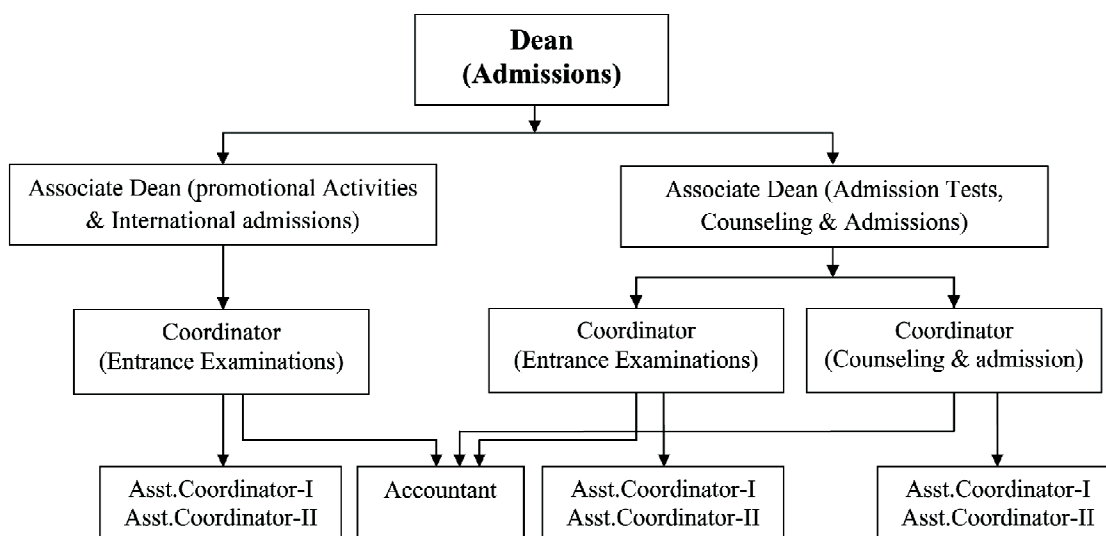 Dean
(Admissions)
Associate Dean (promotional Activities
& International admissions)
Associate Dean (Admission Tests,
Counseling & Admissions)
Coordinator
(Entrance Examinations)
Coordinator
(Entrance Examinations)
Coordinator
(Counseling & admission)
Asst.Coordinator-I
Asst.Coordinator-II
Accountant
Asst.Coordinator-I
Asst.Coordinator-II
Asst.Coordinator-I
Asst.Coordinator-II